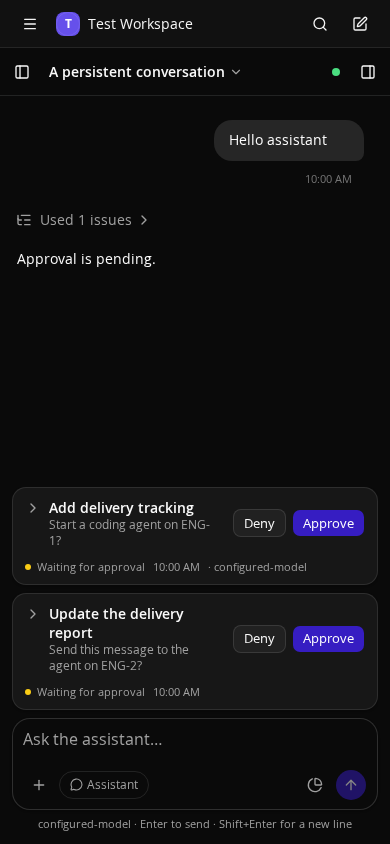 T Test Workspace
A persistent conversation
Hello assistant
10:00 AM
Used 1 issues
Approval is pending.
Add delivery tracking
Start a coding agent on ENG-
1?
Deny Approve
Waiting for approval 10:00 AM · configured-model
Update the delivery
report
Send this message to the
agent on ENG-2?
Deny Approve
Waiting for approval 10:00 AM
Ask the assistant…
Assistant
configured-model · Enter to send · Shift+Enter for a new line